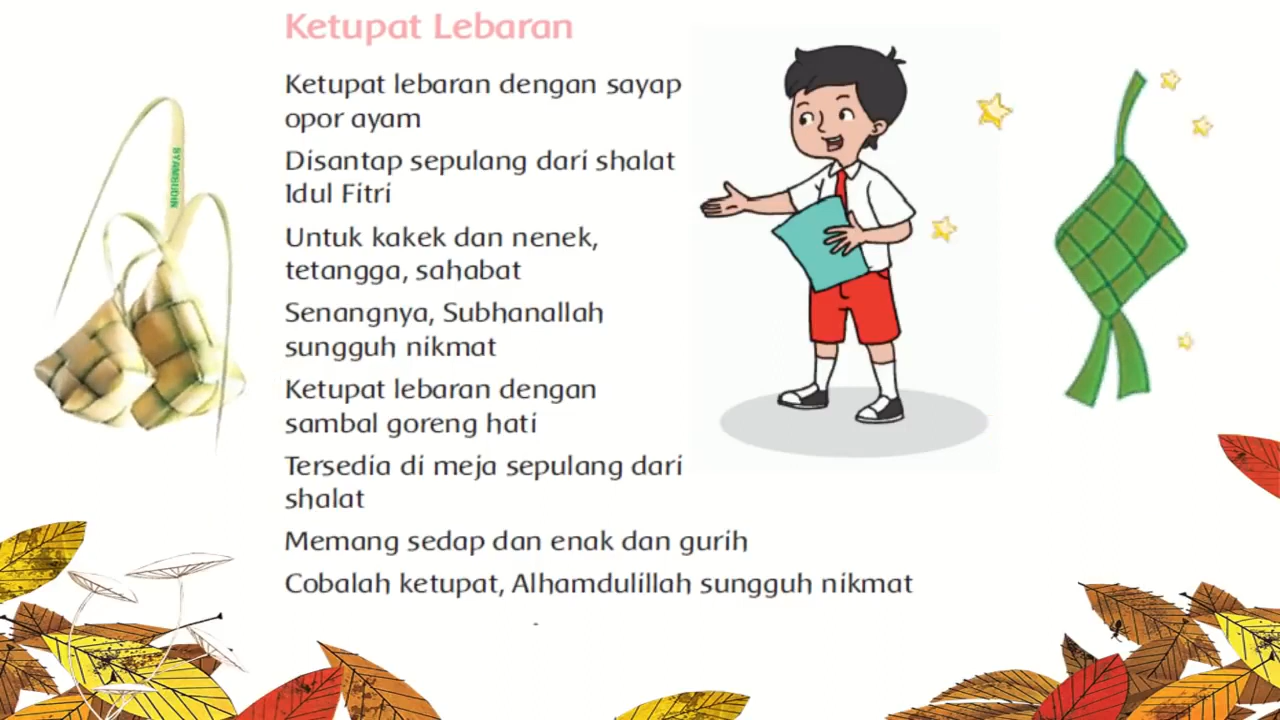 Ketupat Lebaran
Ketupat lebaran dengan sayap
opor ayam
Disantap sepulang dari shalat
Idul Fitri
Untuk kakek dan nenek,
tetangga, sahabat
Senangnya, Subhanallah
sungguh nikmat
Ketupat lebaran dengan
sambal goreng hati
Tersedia di meja sepulang dari
shalat
Memang sedap dan enak dan gurih
Cobalah ketupat, Alhamdulillah sungguh nikmat
BYAMBUDIN